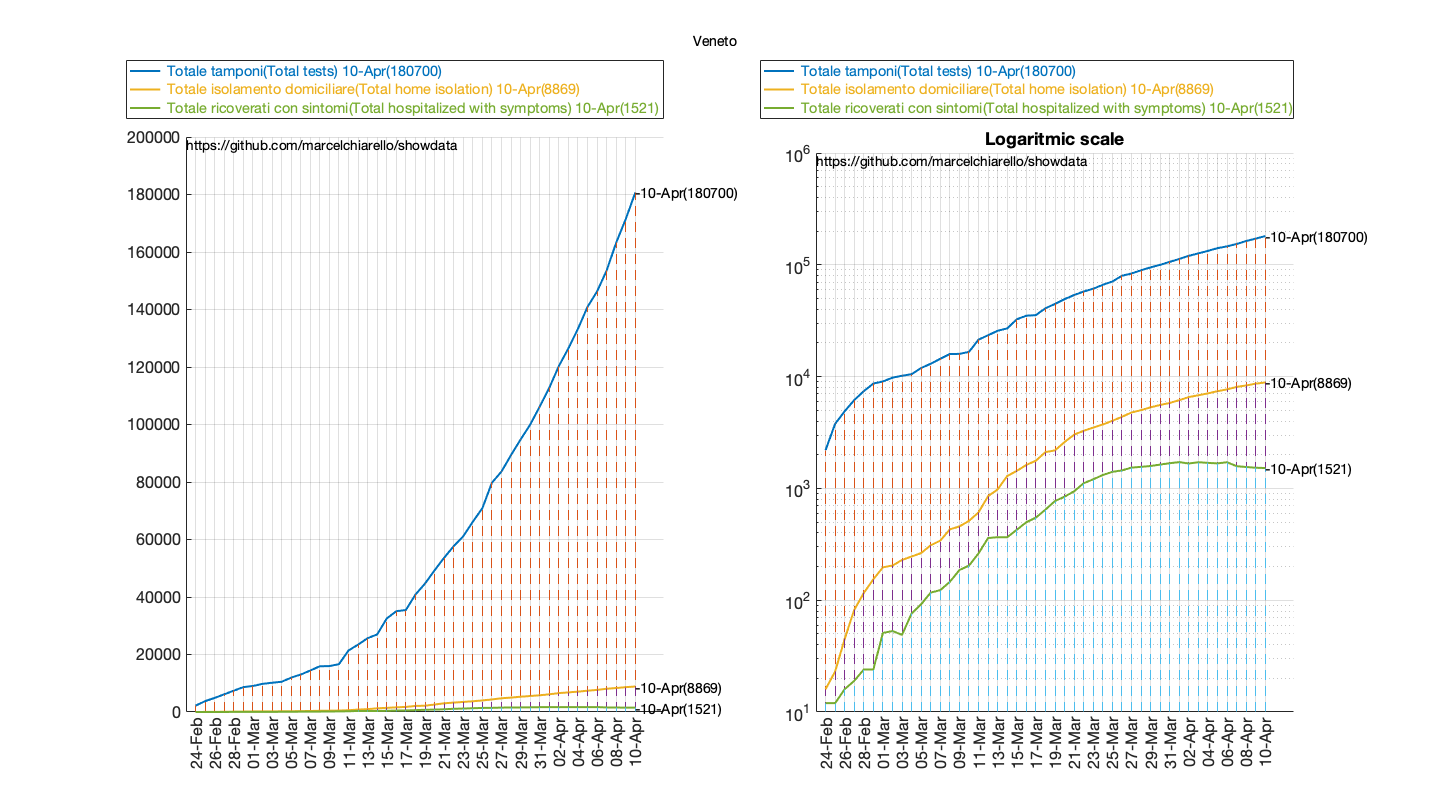 Veneto
Totale tamponi(Total tests) 10-Apr(180700)
Totale isolamento domiciliare(Total home isolation) 10-Apr(8869)
Totale ricoverati con sintomi(Total hospitalized with symptoms) 10-Apr(1521)
200000
180000
160000
140000
120000
100000
80000
60000
40000
20000
0
https://github.com/marcelchiarello/showdata
10-Apr(180700)
10-Apr(8869)
10-Apr(1521)
24-Feb
26-Feb
28-Feb
01-Mar
03-Mar
05-Mar
07-Mar
09-Mar
11-Mar
13-Mar
15-Mar
17-Mar
19-Mar
21-Mar
23-Mar
25-Mar
27-Mar
29-Mar
31-Mar
02-Apr
04-Apr
06-Apr
08-Apr
10-Apr
Totale tamponi(Total tests) 10-Apr(180700)
Totale isolamento domiciliare(Total home isolation) 10-Apr(8869)
Totale ricoverati con sintomi(Total hospitalized with symptoms) 10-Apr(1521)
Logaritmic scale
10^6
10^5
10^4
10^3
10^2
10^1
https://github.com/marcelchiarello/showdata
10-Apr(180700)
10-Apr(8869)
10-Apr(1521)
24-Feb
26-Feb
28-Feb
01-Mar
03-Mar
05-Mar
07-Mar
09-Mar
11-Mar
13-Mar
15-Mar
17-Mar
19-Mar
21-Mar
23-Mar
25-Mar
27-Mar
29-Mar
31-Mar
02-Apr
04-Apr
06-Apr
08-Apr
10-Apr